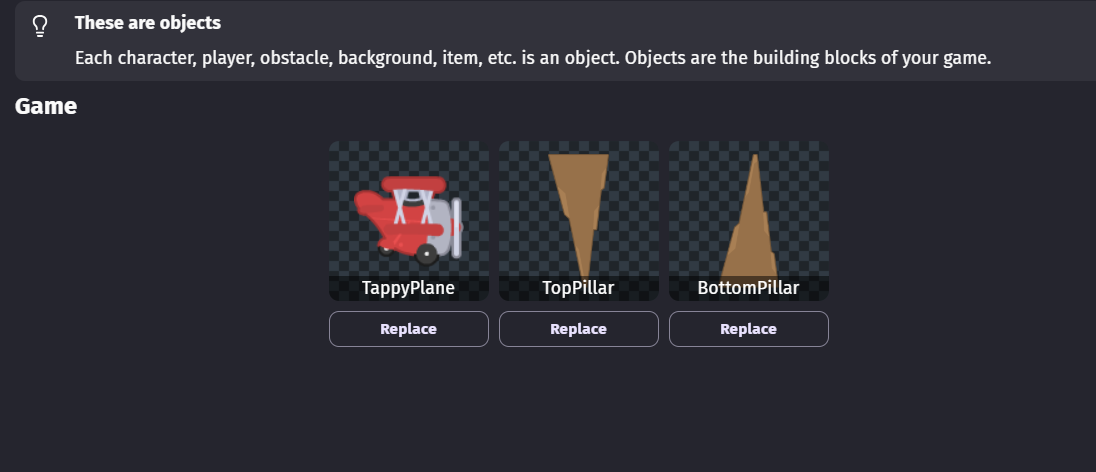 These are objects
Each character, player, obstacle, background, item, etc. is an object. Objects are the building blocks of your game.
Game
TappyPlane
TopPillar
BottomPillar
Replace
Replace
Replace